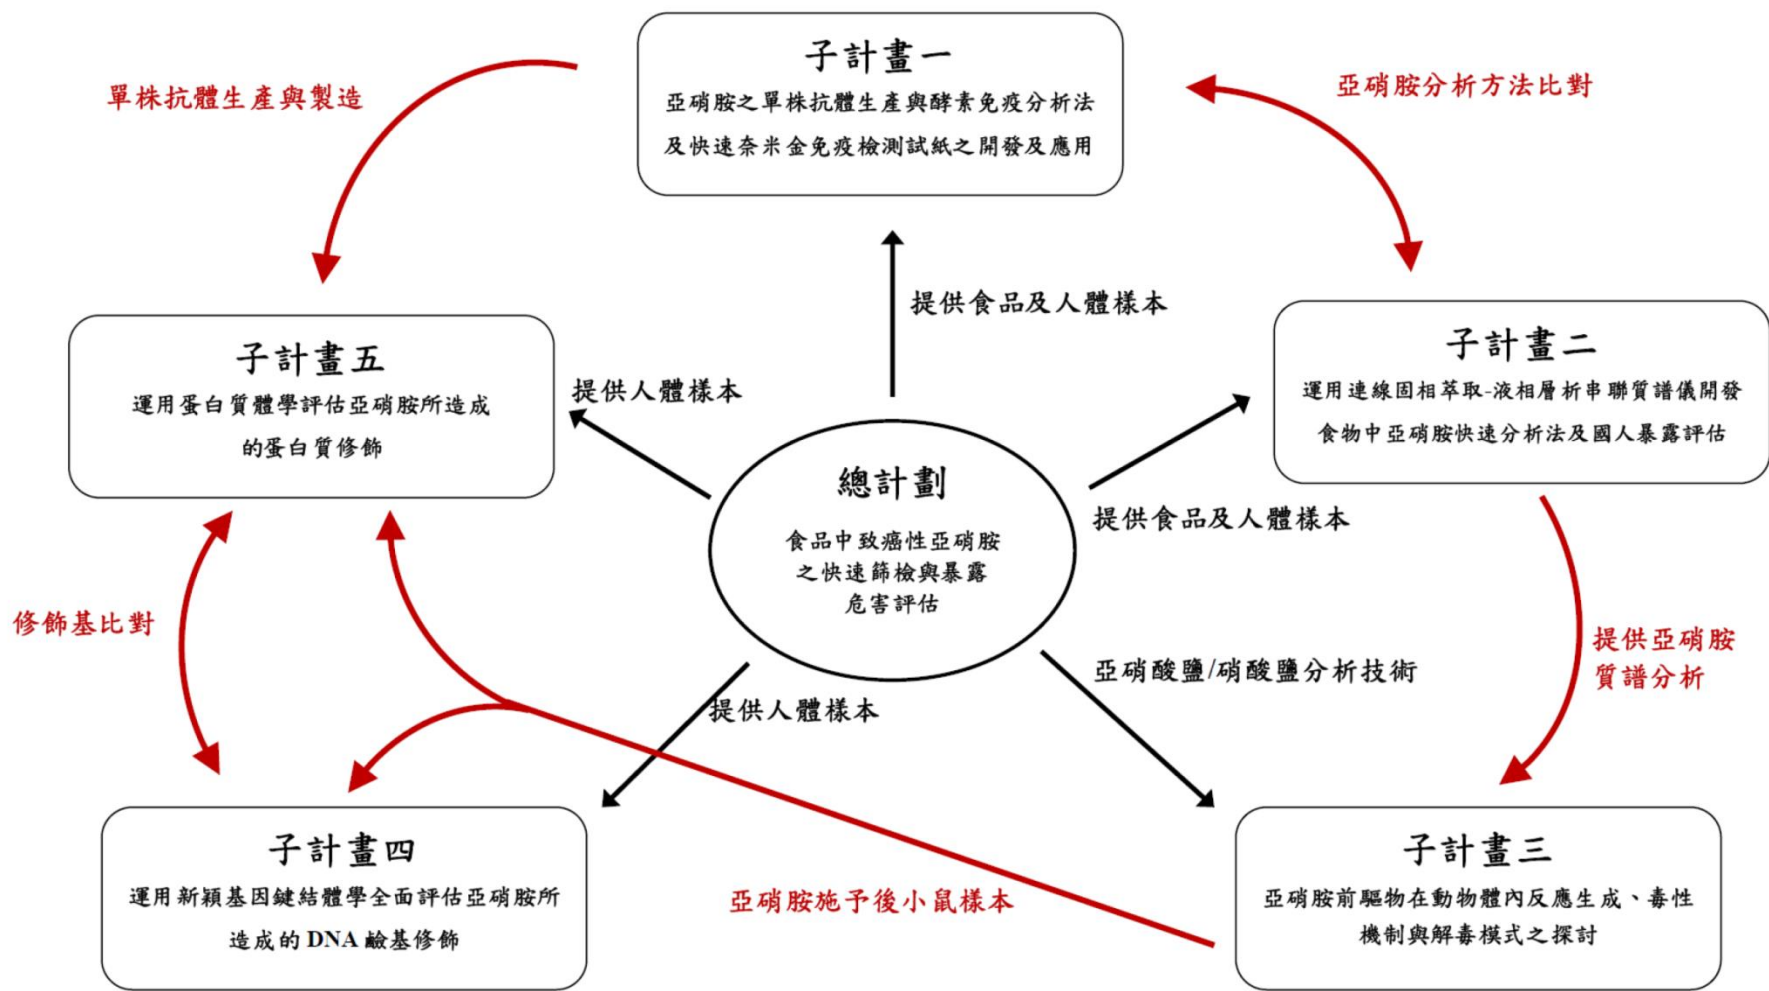 子計畫一
亞硝胺之單株抗體生產與酵素免疫分析法
及快速奈米金免疫檢測試紙之開發及應用
單株抗體生產與製造
亞硝胺分析方法比對
提供食品及人體樣本
子計畫五
運用蛋白質體學評估亞硝胺所造成
的蛋白質修飾
提供人體樣本
子計畫二
運用連線固相萃取-液相層析串聯質譜儀開發
食物中亞硝胺快速分析法及國人暴露評估
總計劃
食品中致癌性亞硝胺
之快速篩檢與暴露
危害評估
提供食品及人體樣本
修飾基比對
提供亞硝胺
質譜分析
亞硝酸鹽/硝酸鹽分析技術
提供人體樣本
子計畫四
運用新穎基因鍵結體學全面評估亞硝胺所
造成的 DNA 鹼基修飾
亞硝胺施予後小鼠樣本
子計畫三
亞硝胺前驅物在動物體內反應生成、毒性
機制與解毒模式之探討